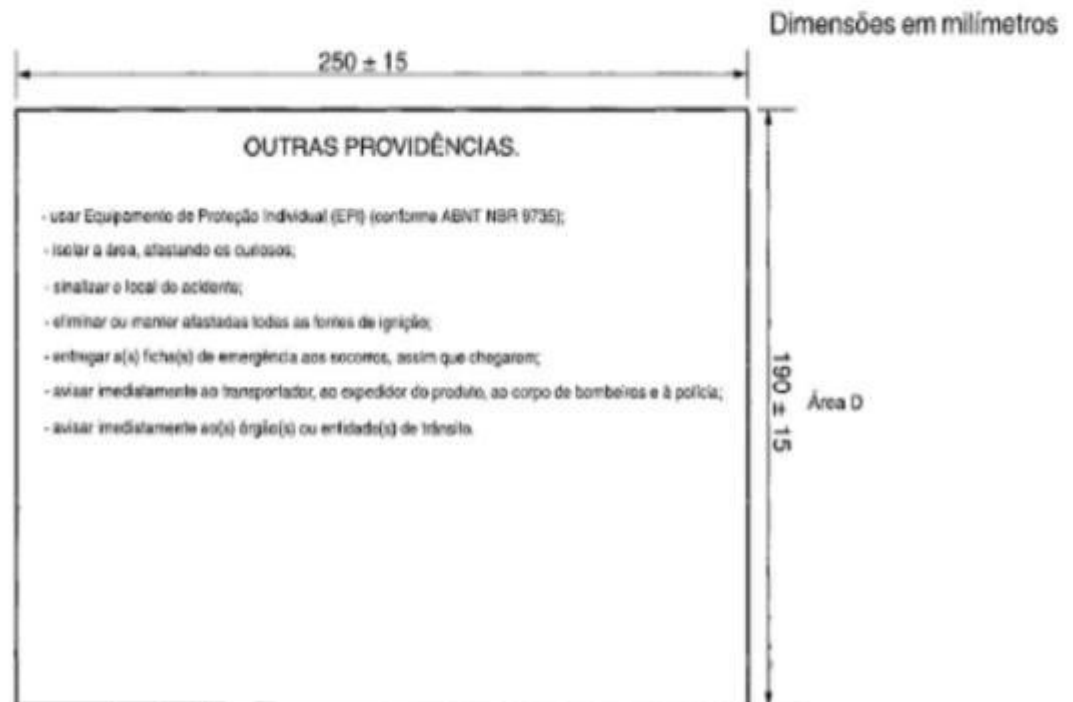 Dimensões em milímetros
250 ± 15
OUTRAS PROVIDÊNCIAS.
- usar Equipamento de Proteção Individual (EPI) (conforme ABNT NBR 9735);
- isolar a área, afastando os curiosos;
- sinalizar o local do acidente;
- eliminar ou manter afastadas todas as fontes de ignição;
- entregar a(s) ficha(s) de emergência aos socorros, assim que chegarem;
- avisar imediatamente ao transportador, ao expedidor do produto, ao corpo de bombeiros e à polícia;
- avisar imediatamente ao(s) órgão(s) ou entidade(s) de trânsito.
190 ± 15
Área D